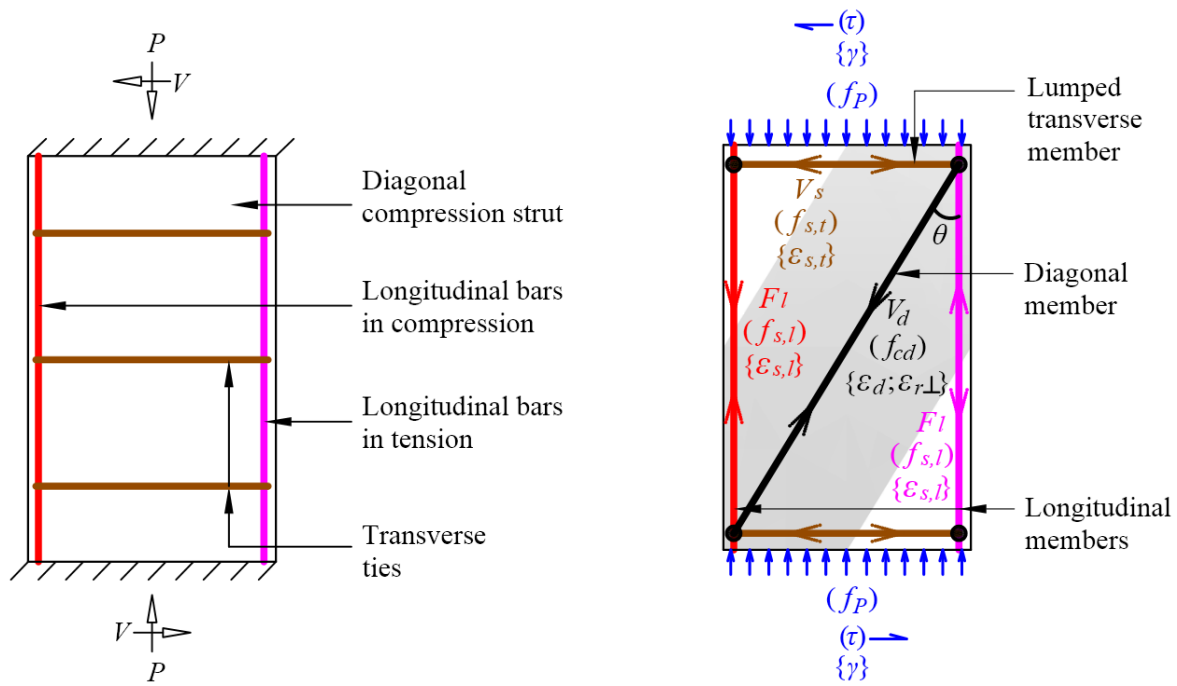 P
V
Diagonal
compression strut
Longitudinal bars
in compression
Longitudinal bars
in tension
Transverse
ties
V
P
(τ)
{γ}
(fP)
Lumped
transverse
member
Vs
(fs,t)
{εs,t}
θ
Diagonal
member
Fl
(fs,l)
{εs,l}
Vd
(fcd)
{εd;εr⊥}
Fl
(fs,l)
{εs,l}
Longitudinal
members
(fP)
(τ)
{γ}